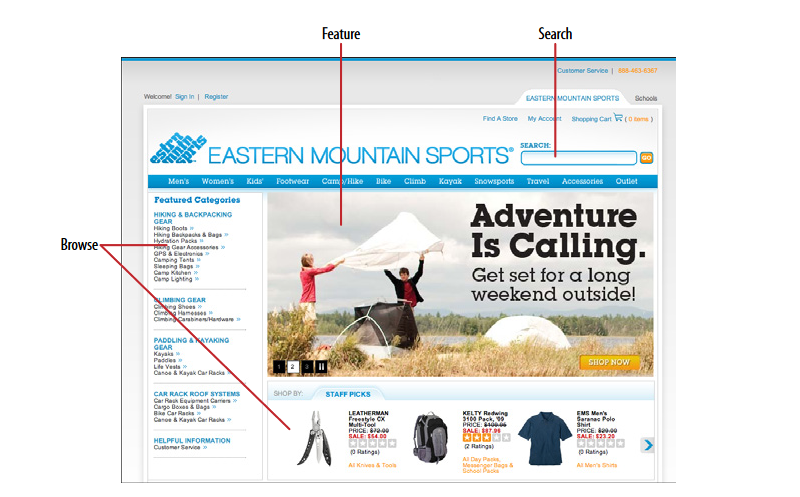 Feature
Search
Browse
Customer Service | 888-463-6367
Welcome! Sign In | Register
EASTERN MOUNTAIN SPORTS
Schools
Find A Store
My Account
Shopping Cart ( 0 items )
eastern mountain sports
EASTERN MOUNTAIN SPORTS®
SEARCH:
GO
Men's Women's Kids' Footwear Camp/Hike Bike Climb Kayak Snowsports Travel Accessories Outlet
Featured Categories
HIKING & BACKPACKING
GEAR
Hiking Boots »
Hiking Backpacks & Bags »
Hydration Packs »
Hiking Gear Accessories »
GPS & Electronics »
Camping Tents »
Sleeping Bags »
Camp Kitchen »
Camp Lighting »
CLIMBING GEAR
Climbing Shoes »
Climbing Harnesses »
Climbing Carabiners/Hardware »
PADDLING & KAYAKING
GEAR
Kayaks »
Paddles »
Life Vests »
Canoe & Kayak Car Racks »
CAR RACK ROOF SYSTEMS
Car Rack Equipment Carriers »
Cargo Boxes & Bags »
Bike Car Racks »
Canoe & Kayak Car Racks »
HELPFUL INFORMATION
Customer Service »
Adventure
Is Calling.
Get set for a long
weekend outside!
SHOP NOW
1 2 3
SHOP BY:
STAFF PICKS
LEATHERMAN
Freestyle CX
Multi-Tool
PRICE: $72.00
SALE: $54.00
(0 Ratings)
All Knives & Tools
KELTY Redwing
3100 Pack, '09
PRICE: $109.95
SALE: $87.96
(2 Ratings)
All Day Packs,
Messenger Bags &
School Packs
EMS Men's
Saranac Polo
Shirt
PRICE: $29.00
SALE: $23.20
(0 Ratings)
All Men's Shirts